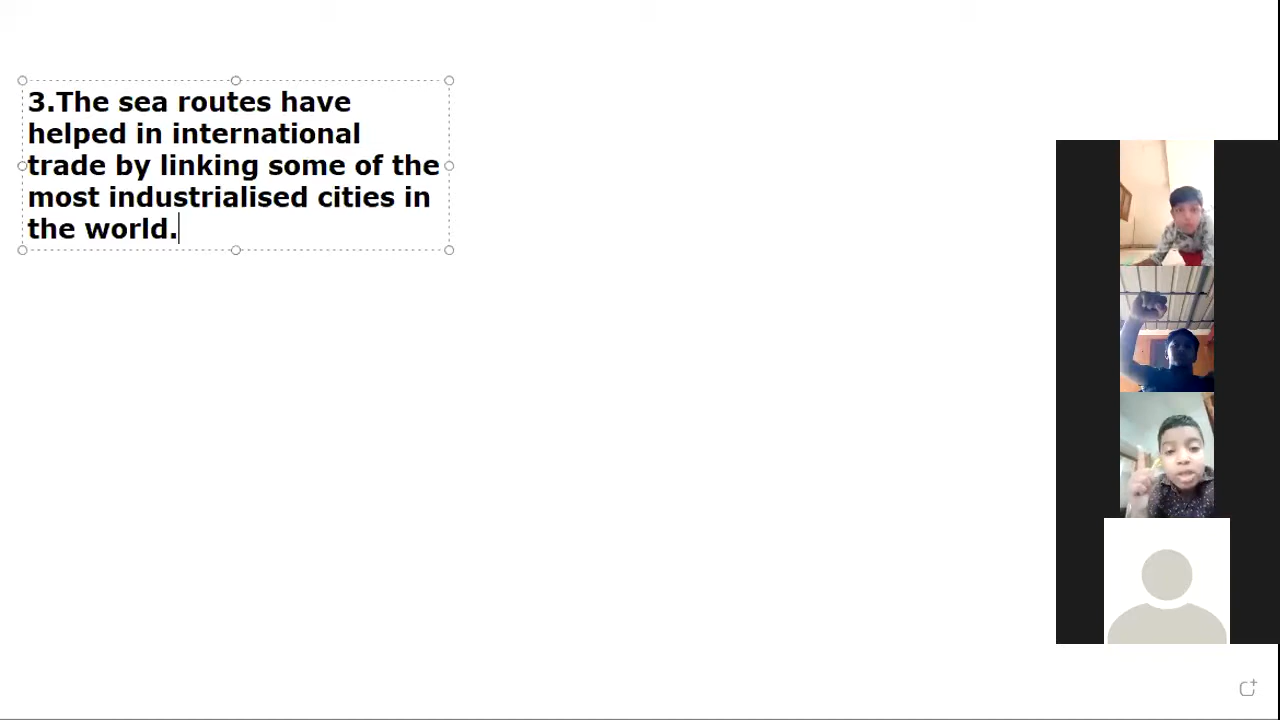 3.The sea routes have
helped in international
trade by linking some of the
most industrialised cities in
the world.